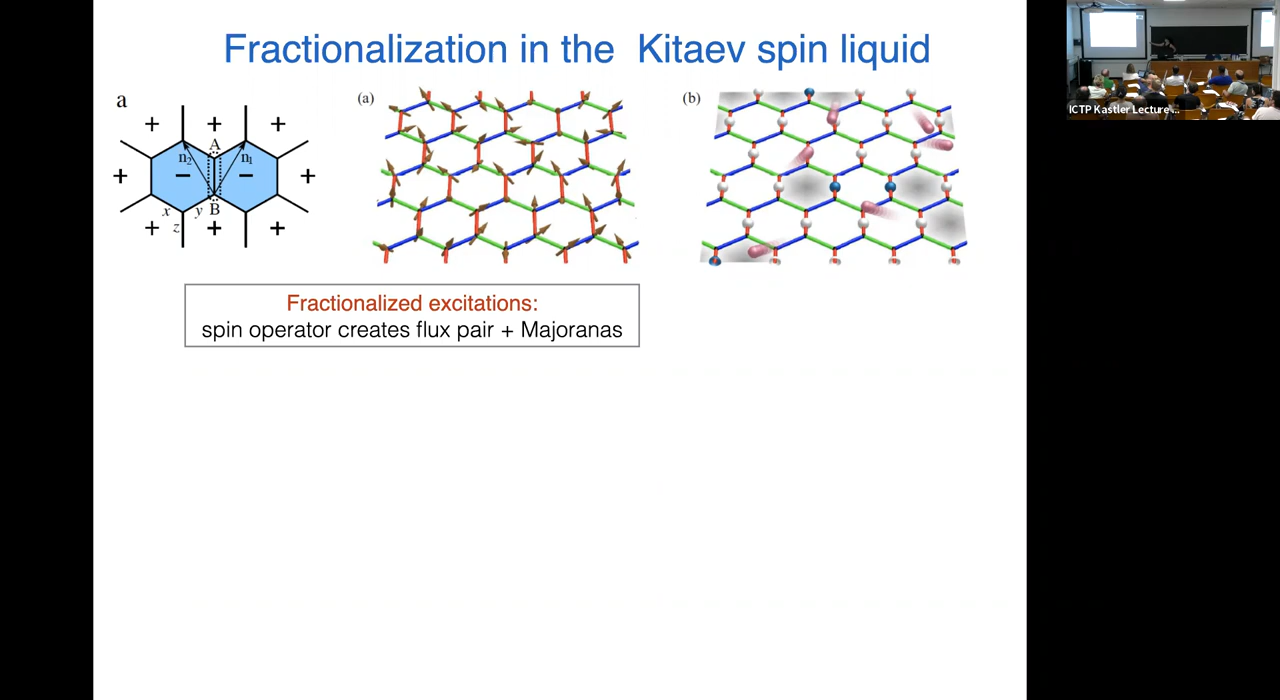 Fractionalization in the Kitaev spin liquid
a
+ + +
A
n₂ n₁
+ − − +
x y B
z
+ + +
(a)
(b)
Fractionalized excitations:
spin operator creates flux pair + Majoranas
ICTP Kastler Lecture'...